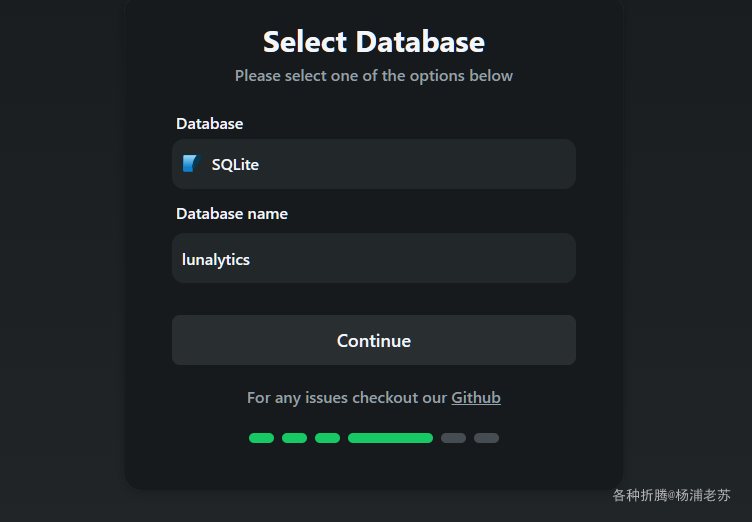 Select Database
Please select one of the options below
Database
SQLite
Database name
lunalytics
Continue
For any issues checkout our Github
各种折腾@杨浦老苏